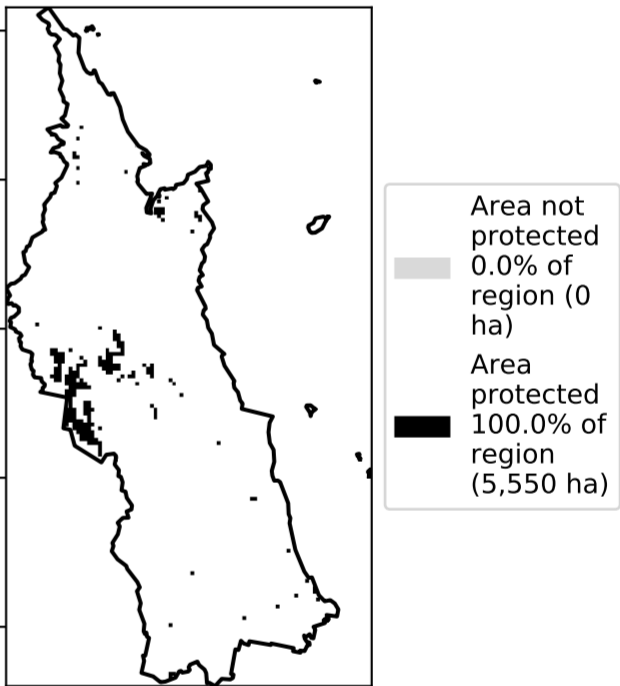 Area not
protected
0.0% of
region (0
ha)
Area
protected
100.0% of
region
(5,550 ha)